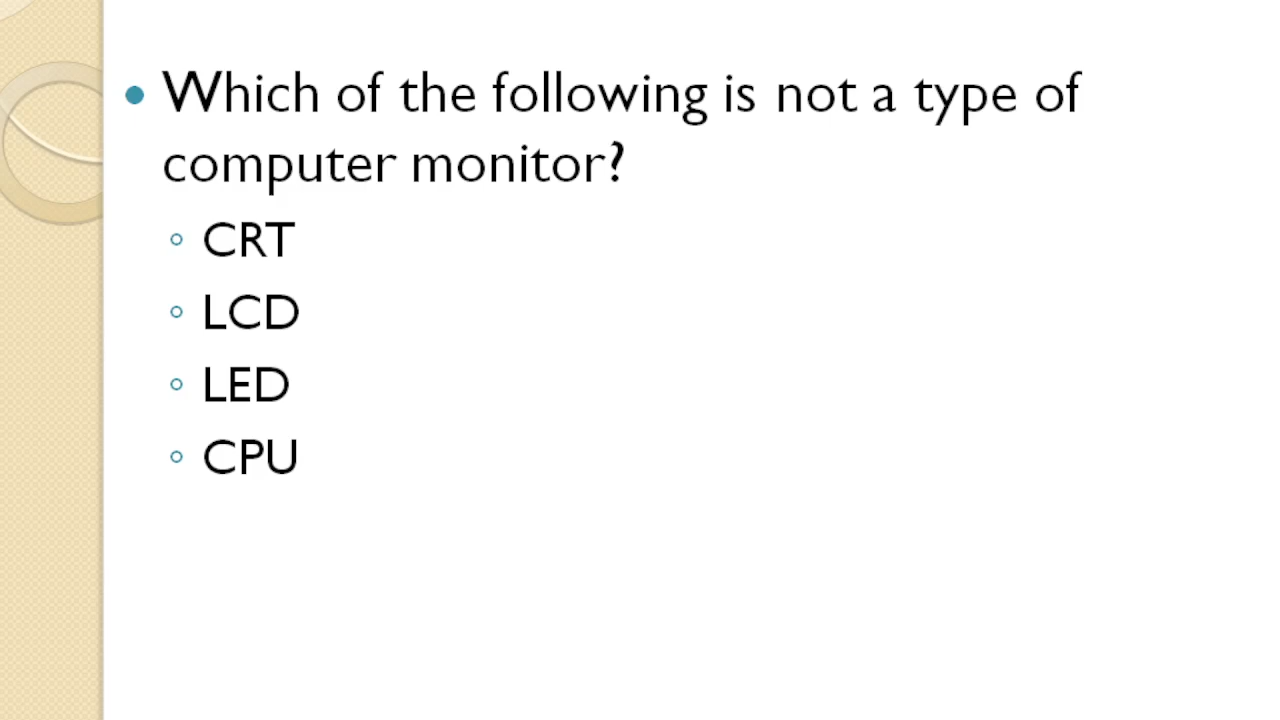 Which of the following is not a type of
computer monitor?
CRT
LCD
LED
CPU